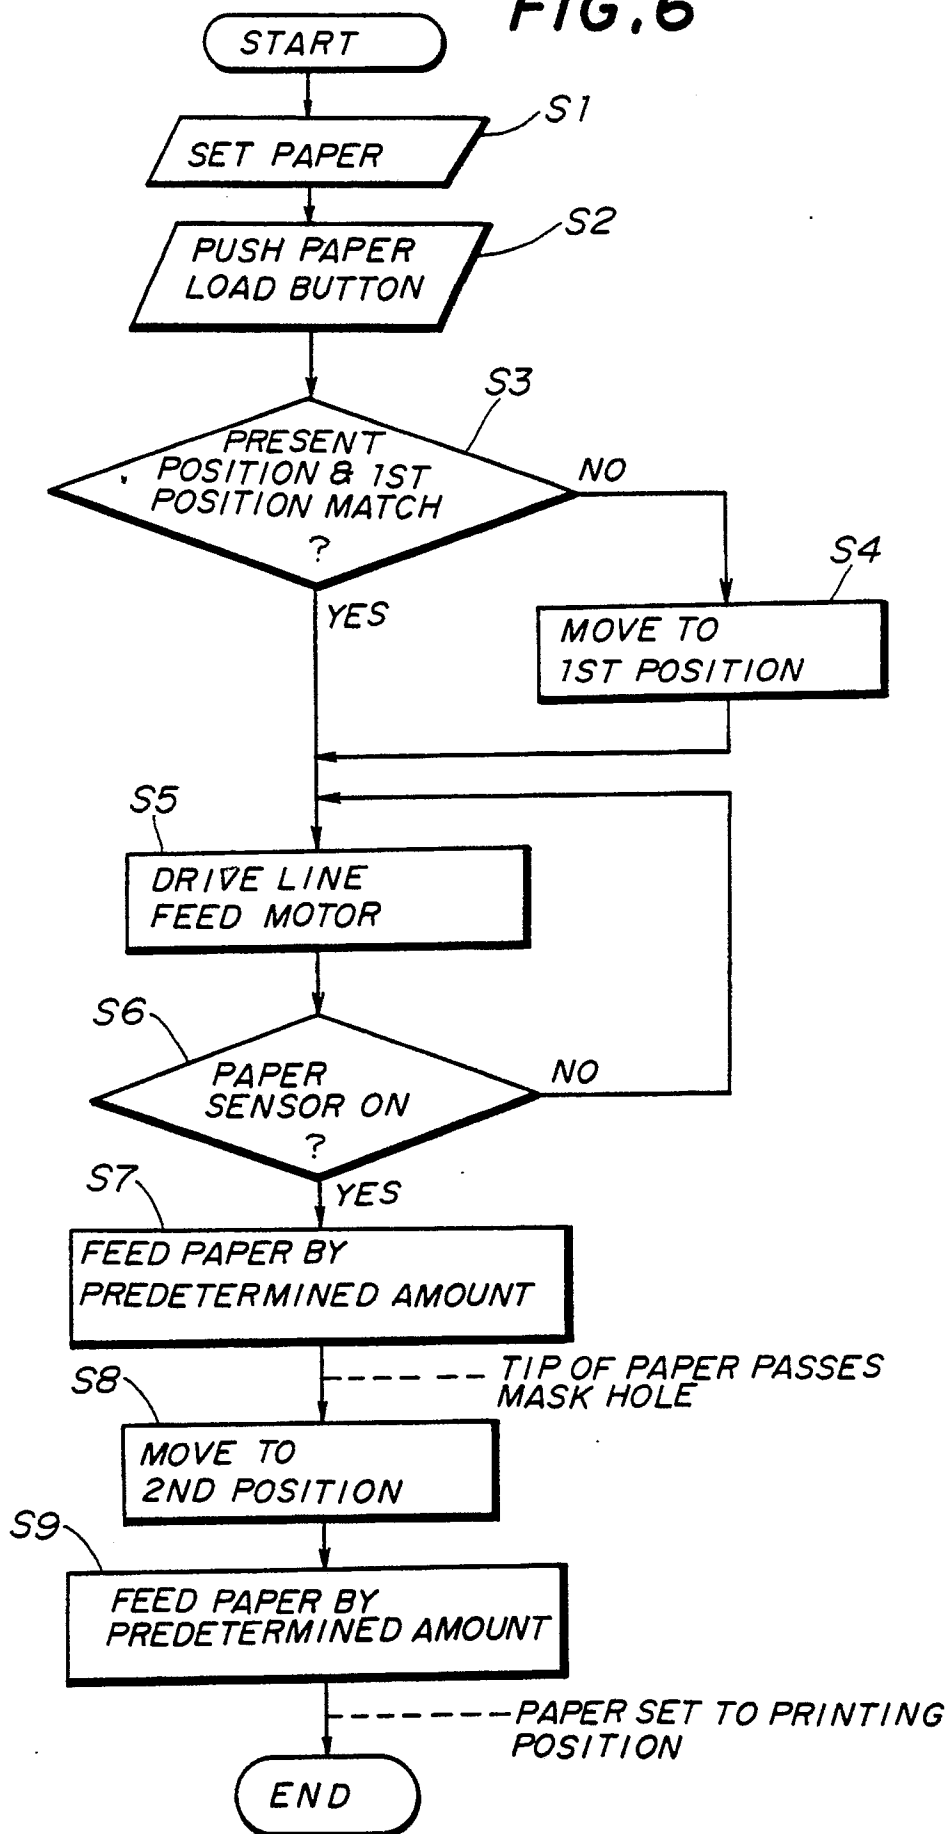 FIG. 6
START
S1
SET PAPER
S2
PUSH PAPER
LOAD BUTTON
S3
PRESENT
POSITION & 1ST
POSITION MATCH
?
NO
YES
S4
MOVE TO
1ST POSITION
S5
DRIVE LINE
FEED MOTOR
S6
PAPER
SENSOR ON
?
NO
YES
S7
FEED PAPER BY
PREDETERMINED AMOUNT
TIP OF PAPER PASSES
MASK HOLE
S8
MOVE TO
2ND POSITION
S9
FEED PAPER BY
PREDETERMINED AMOUNT
PAPER SET TO PRINTING
POSITION
END